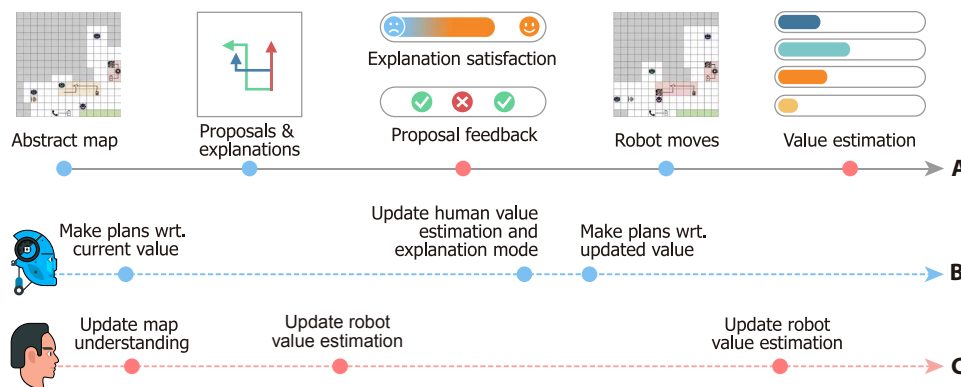 Explanation satisfaction
Abstract map
Proposals &
explanations
Proposal feedback
Robot moves
Value estimation
A
Make plans wrt.
current value
Update human value
estimation and
explanation mode
Make plans wrt.
updated value
B
Update map
understanding
Update robot
value estimation
Update robot
value estimation
C